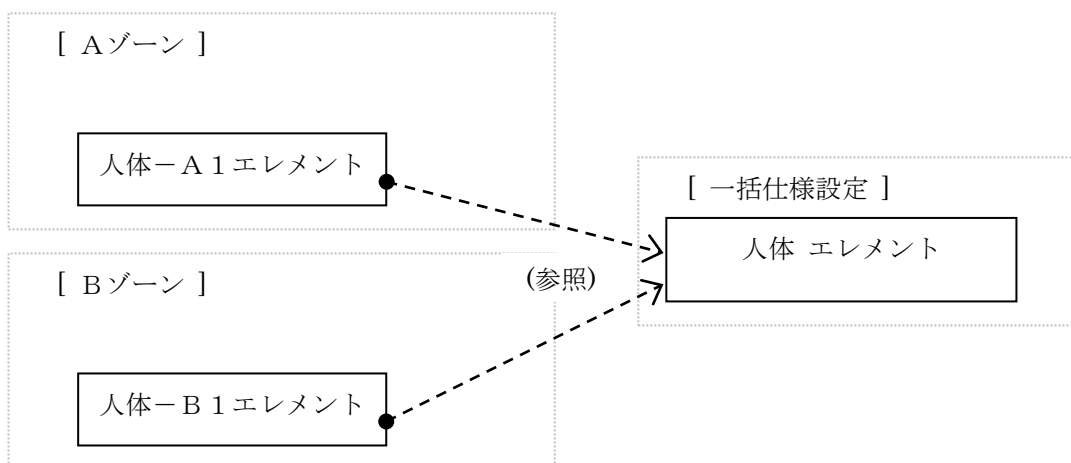 [ Aゾーン ]
人体－A１エレメント
[ 一括仕様設定 ]
人体 エレメント
(参照)
[ Bゾーン ]
人体－B１エレメント